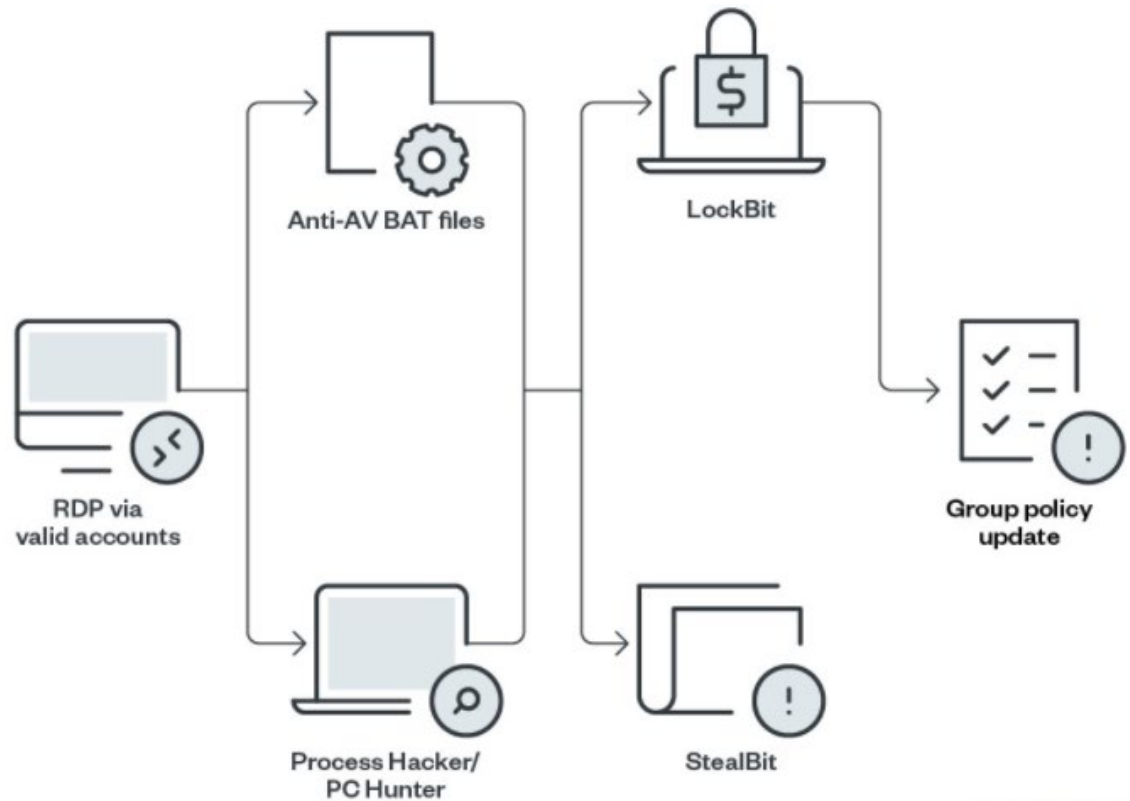 Anti-AV BAT files
LockBit
$
RDP via
valid accounts
Group policy
update
Process Hacker/
PC Hunter
StealBit